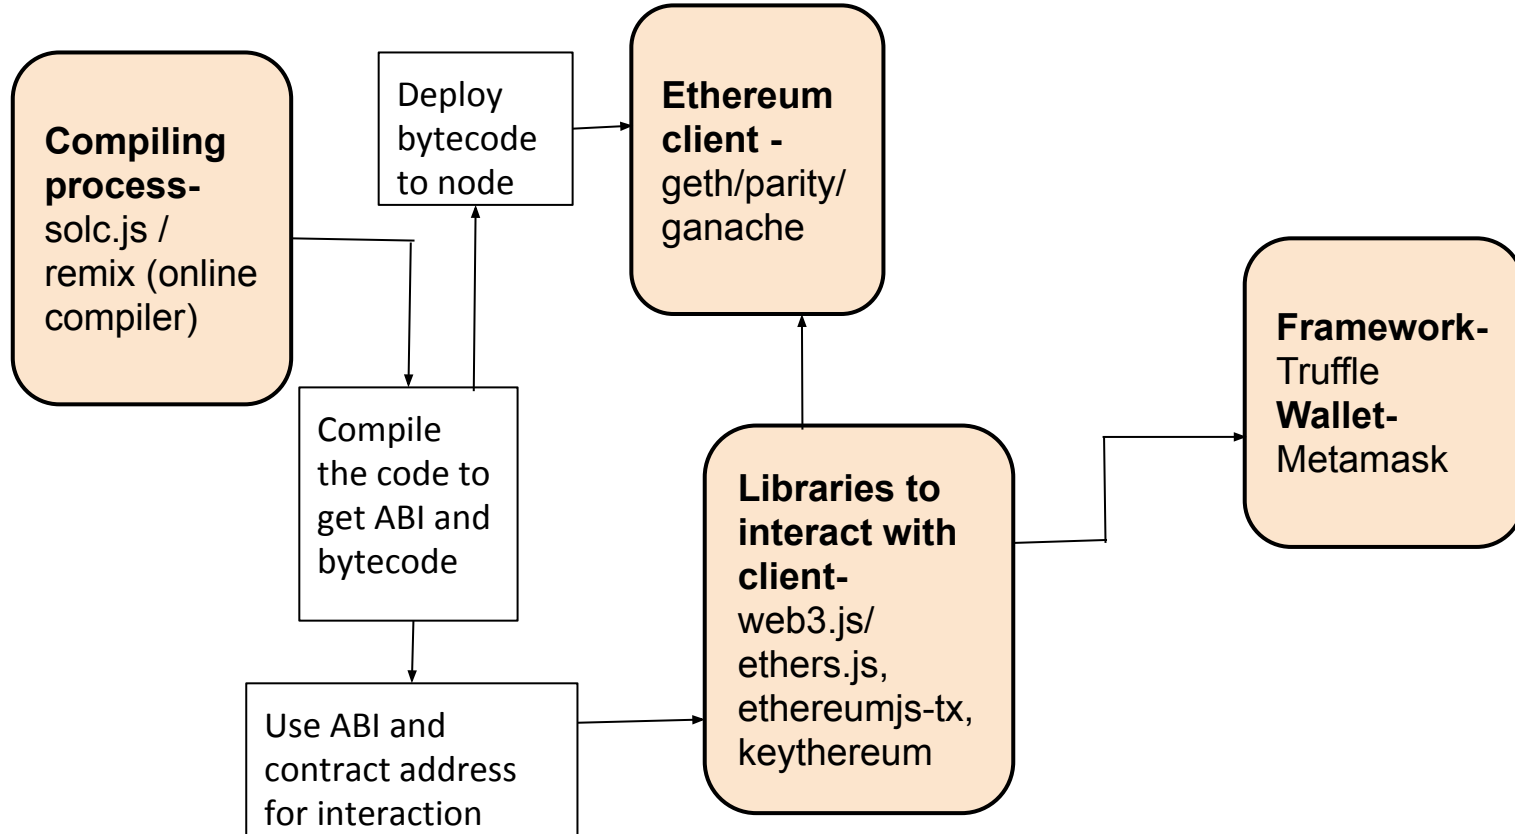 Compiling
process-
solc.js /
remix (online
compiler)
Deploy
bytecode
to node
Ethereum
client -
geth/parity/
ganache
Compile
the code to
get ABI and
bytecode
Use ABI and
contract address
for interaction
Libraries to
interact with
client-
web3.js/
ethers.js,
ethereumjs-tx,
keythereum
Framework-
Truffle
Wallet-
Metamask